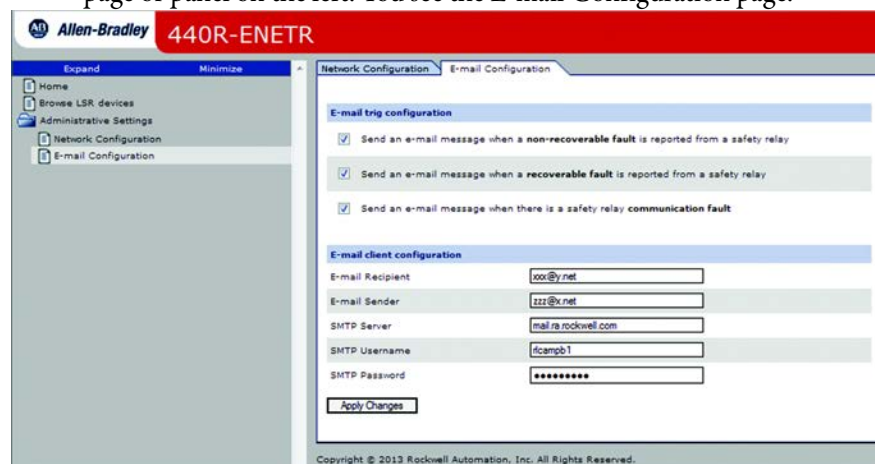 page or panel on the left. You see the E-mail Configuration page.
Allen-Bradley 440R-ENETR
Expand Minimize
Home
Browse LSR devices
Administrative Settings
Network Configuration
E-mail Configuration
Network Configuration E-mail Configuration
E-mail trig configuration
Send an e-mail message when a non-recoverable fault is reported from a safety relay
Send an e-mail message when a recoverable fault is reported from a safety relay
Send an e-mail message when there is a safety relay communication fault
E-mail client configuration
E-mail Recipient xxx@y.net
E-mail Sender zzz@x.net
SMTP Server mail.ra.rockwell.com
SMTP Username rlcampb1
SMTP Password •••••••••
Apply Changes
Copyright © 2013 Rockwell Automation, Inc. All Rights Reserved.